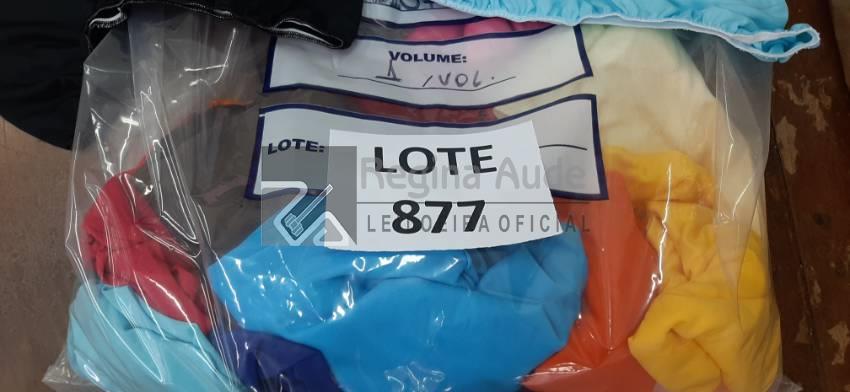 VOLUME:
1 /VOL.
LOTE:
LOTE
877
Regina Aude
LEILOEIRA OFICIAL